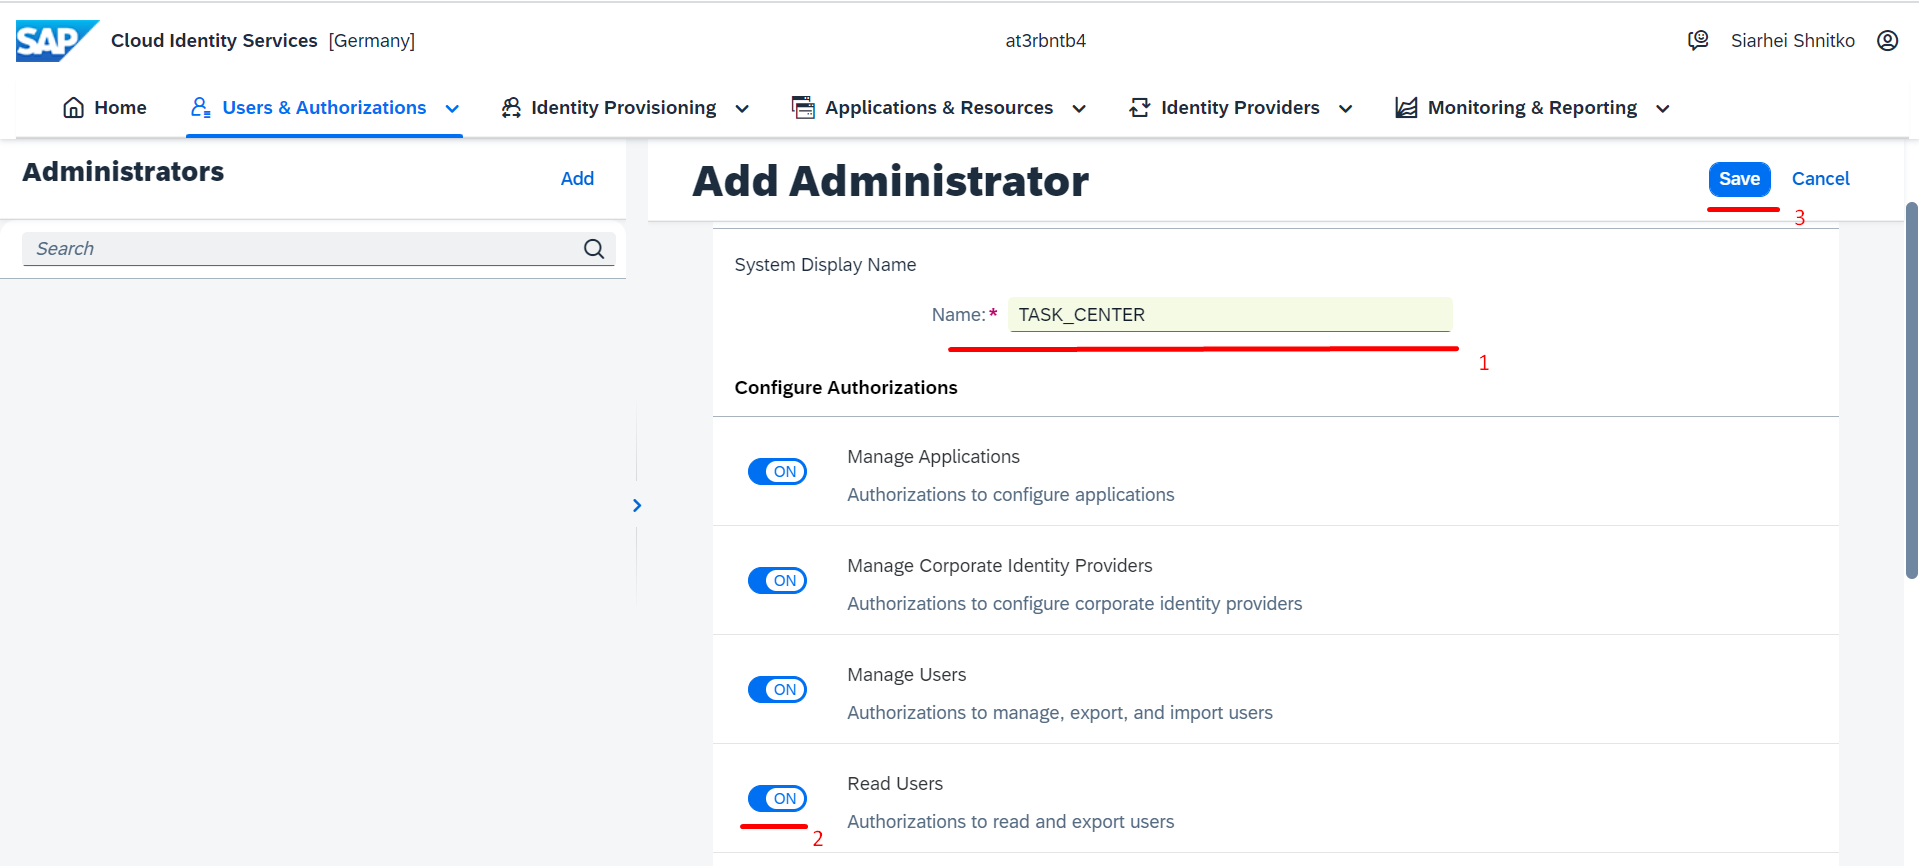 SAP Cloud Identity Services [Germany] at3rbntb4 Siarhei Shnitko
Home Users & Authorizations Identity Provisioning Applications & Resources Identity Providers Monitoring & Reporting
Administrators Add
Search
Add Administrator Save Cancel
3
System Display Name
Name:* TASK_CENTER
1
Configure Authorizations
Manage Applications
ON
Authorizations to configure applications
Manage Corporate Identity Providers
ON
Authorizations to configure corporate identity providers
Manage Users
ON
Authorizations to manage, export, and import users
Read Users
ON
Authorizations to read and export users
2